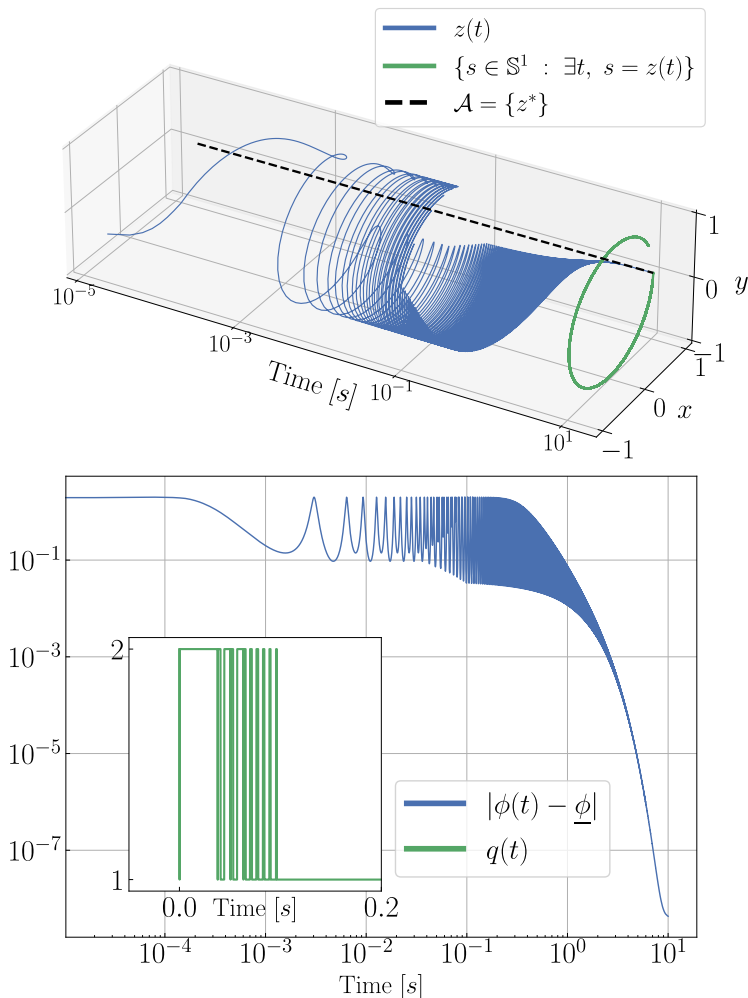 z(t)
{s ∈ 𝕊¹ : ∃t, s = z(t)}
𝒜 = {z*}
1
0
−1
y
1
0
−1
x
10⁻⁵
10⁻³
10⁻¹
10¹
Time [s]
10⁻¹
10⁻³
10⁻⁵
10⁻⁷
2
1
0.0
Time [s]
0.2
|ϕ(t) − ϕ̲|
q(t)
10⁻⁴
10⁻³
10⁻²
10⁻¹
10⁰
10¹
Time [s]